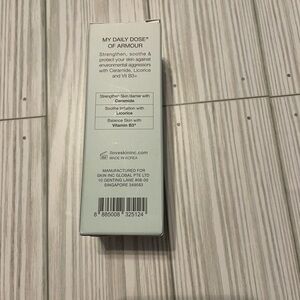 MY DAILY DOSE®
OF ARMOUR
Strengthen, soothe &
protect your skin against
environmental aggressors
with Ceramide, Licorice
and Vit B3+
Strengthen Skin Barrier with
Ceramide
Soothe Irritation with
Licorice
Balance Skin with
Vitamin B3+
iloveskininc.com
MADE IN KOREA
MANUFACTURED FOR
SKIN INC GLOBAL PTE LTD
10 GENTING LANE #08-00
SINGAPORE 349583
8 885008 325124